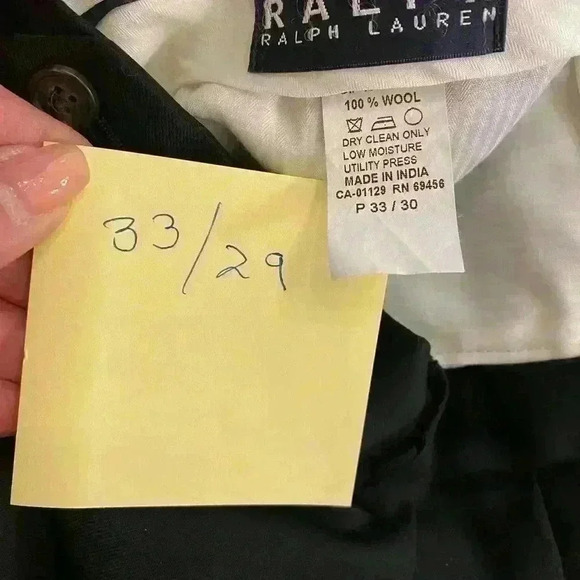 RALPH
RALPH LAUREN
100 % WOOL
DRY CLEAN ONLY
LOW MOISTURE
UTILITY PRESS
MADE IN INDIA
CA-01129 RN 69456
P 33 / 30
33/29